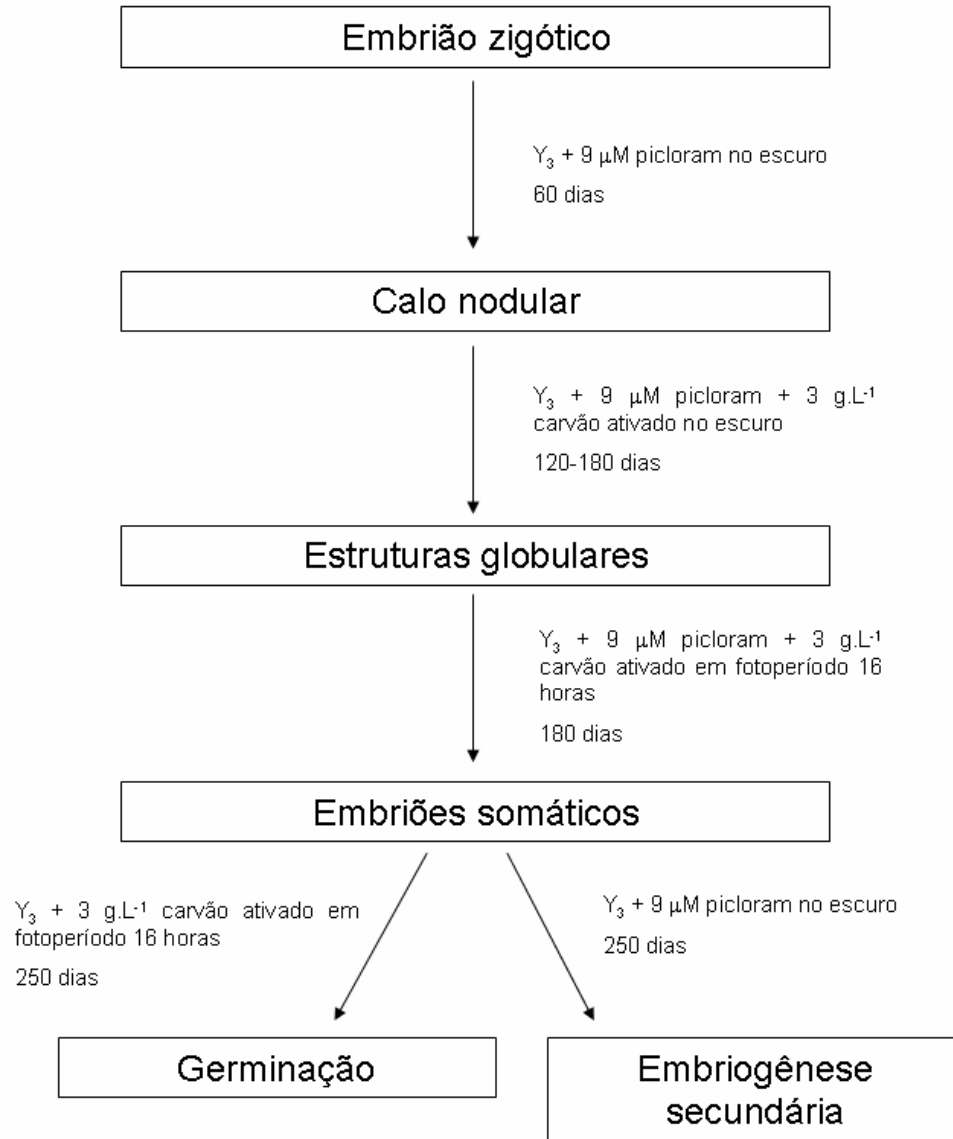 Embrião zigótico
Y3 + 9 μM picloram no escuro
60 dias
Calo nodular
Y3 + 9 μM picloram + 3 g.L-1
carvão ativado no escuro
120-180 dias
Estruturas globulares
Y3 + 9 μM picloram + 3 g.L-1
carvão ativado em fotoperíodo 16
horas
180 dias
Embriões somáticos
Y3 + 3 g.L-1 carvão ativado em
fotoperíodo 16 horas
250 dias
Y3 + 9 μM picloram no escuro
250 dias
Germinação
Embriogênese
secundária